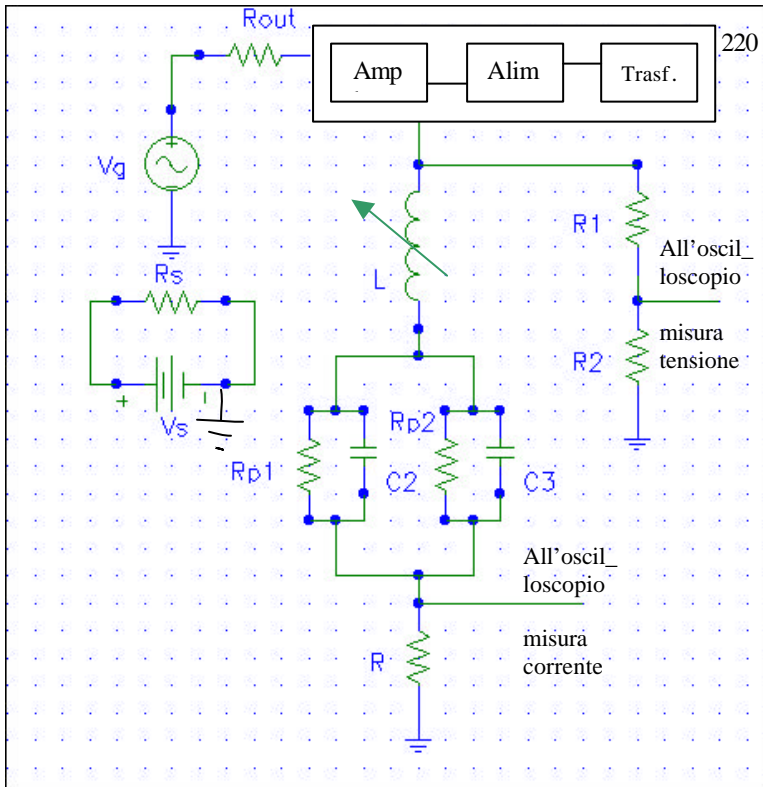 Rout
220
Amp
Alim
Trasf.
Vg
R1
All'oscil_
loscopio
Rs
L
misura
tensione
R2
+
-
Vs
Rp2
Rp1
C2
C3
All'oscil_
loscopio
misura
corrente
R